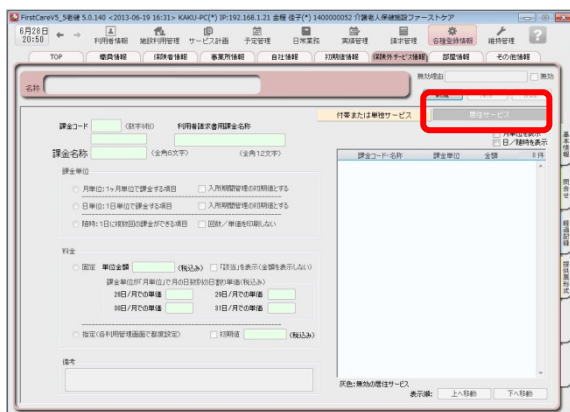 FirstCareV5_5老健 5.0.140 <2013-06-19 16:31> KAKU-PC(*) IP:192.168.1.21 金糧 佳子(*) 1400000052 介護老人保健施設ファーストケア
6月28日
20:50
利用者情報 施設利用管理 サービス計画 予定管理 日常業務 実績管理 請求管理 各種登録情報 維持管理
TOP 職員情報 保険者情報 事業所情報 自社情報 初期値情報 保険外サービス情報 部屋情報 その他情報
名称
無効理由 無効
付帯または単独サービス 居住サービス
課金コード (数字4桁) 利用者請求書用課金名称
月単位を表示
日/随時を表示
課金名称 (全角6文字) (全角12文字)
課金コード・名称 課金単位 金額 0件
課金単位
月単位:1ヶ月単位で課金する項目 入所期間管理の初期値とする
日単位:1日単位で課金する項目 入所期間管理の初期値とする
随時:1日に複数回の課金ができる項目 回数/単価を印刷しない
料金
固定 単位金額 (税込み) 「該当」を表示(金額を表示しない)
課金単位が「月単位」で月の日数別の日割の単価(税込み)
28日/月での単価 29日/月での単価
30日/月での単価 31日/月での単価
指定(各利用管理画面で都度設定) 初期値 (税込み)
備考
灰色:無効の居住サービス
表示順: 上へ移動 下へ移動
基本情報
問合せ
経過記録
提供票形式